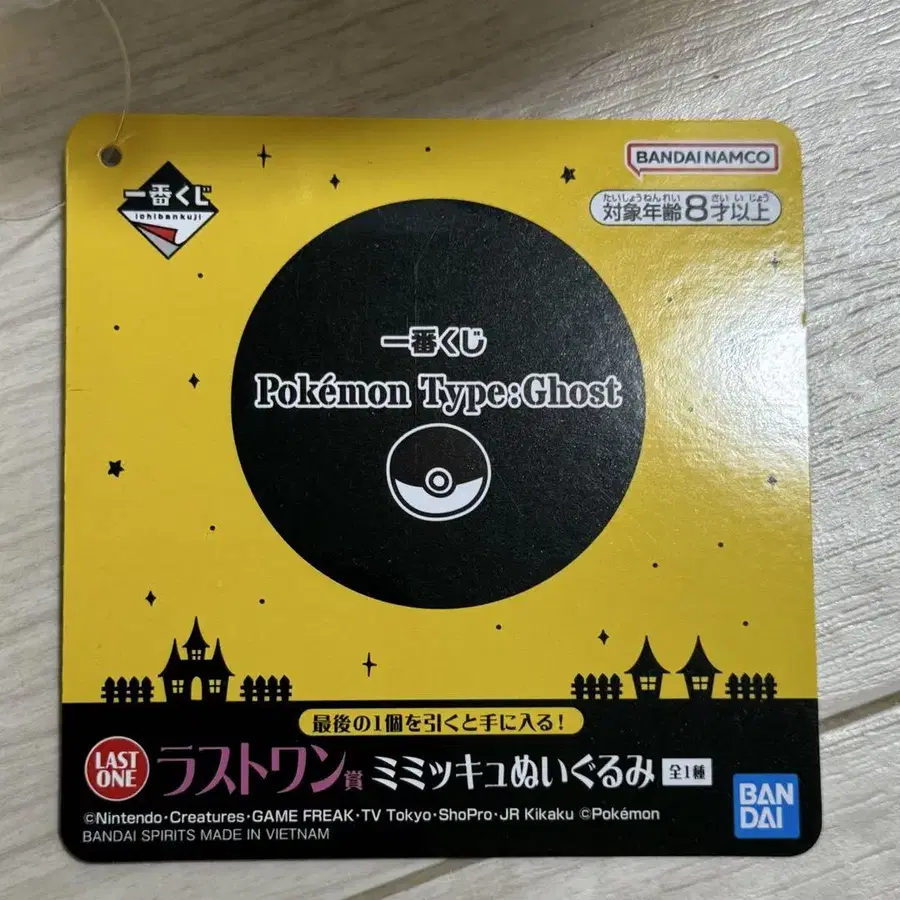 一番くじ
ichibankuji
BANDAI NAMCO
たいしょうねんれい さい いじょう
対象年齢8才以上
一番くじ
Pokémon Type:Ghost
最後の1個を引くと手に入る!
LAST ONE ラストワン賞 ミミッキュぬいぐるみ 全1種
©Nintendo・Creatures・GAME FREAK・TV Tokyo・ShoPro・JR Kikaku ©Pokémon
BANDAI SPIRITS MADE IN VIETNAM
BAN
DAI